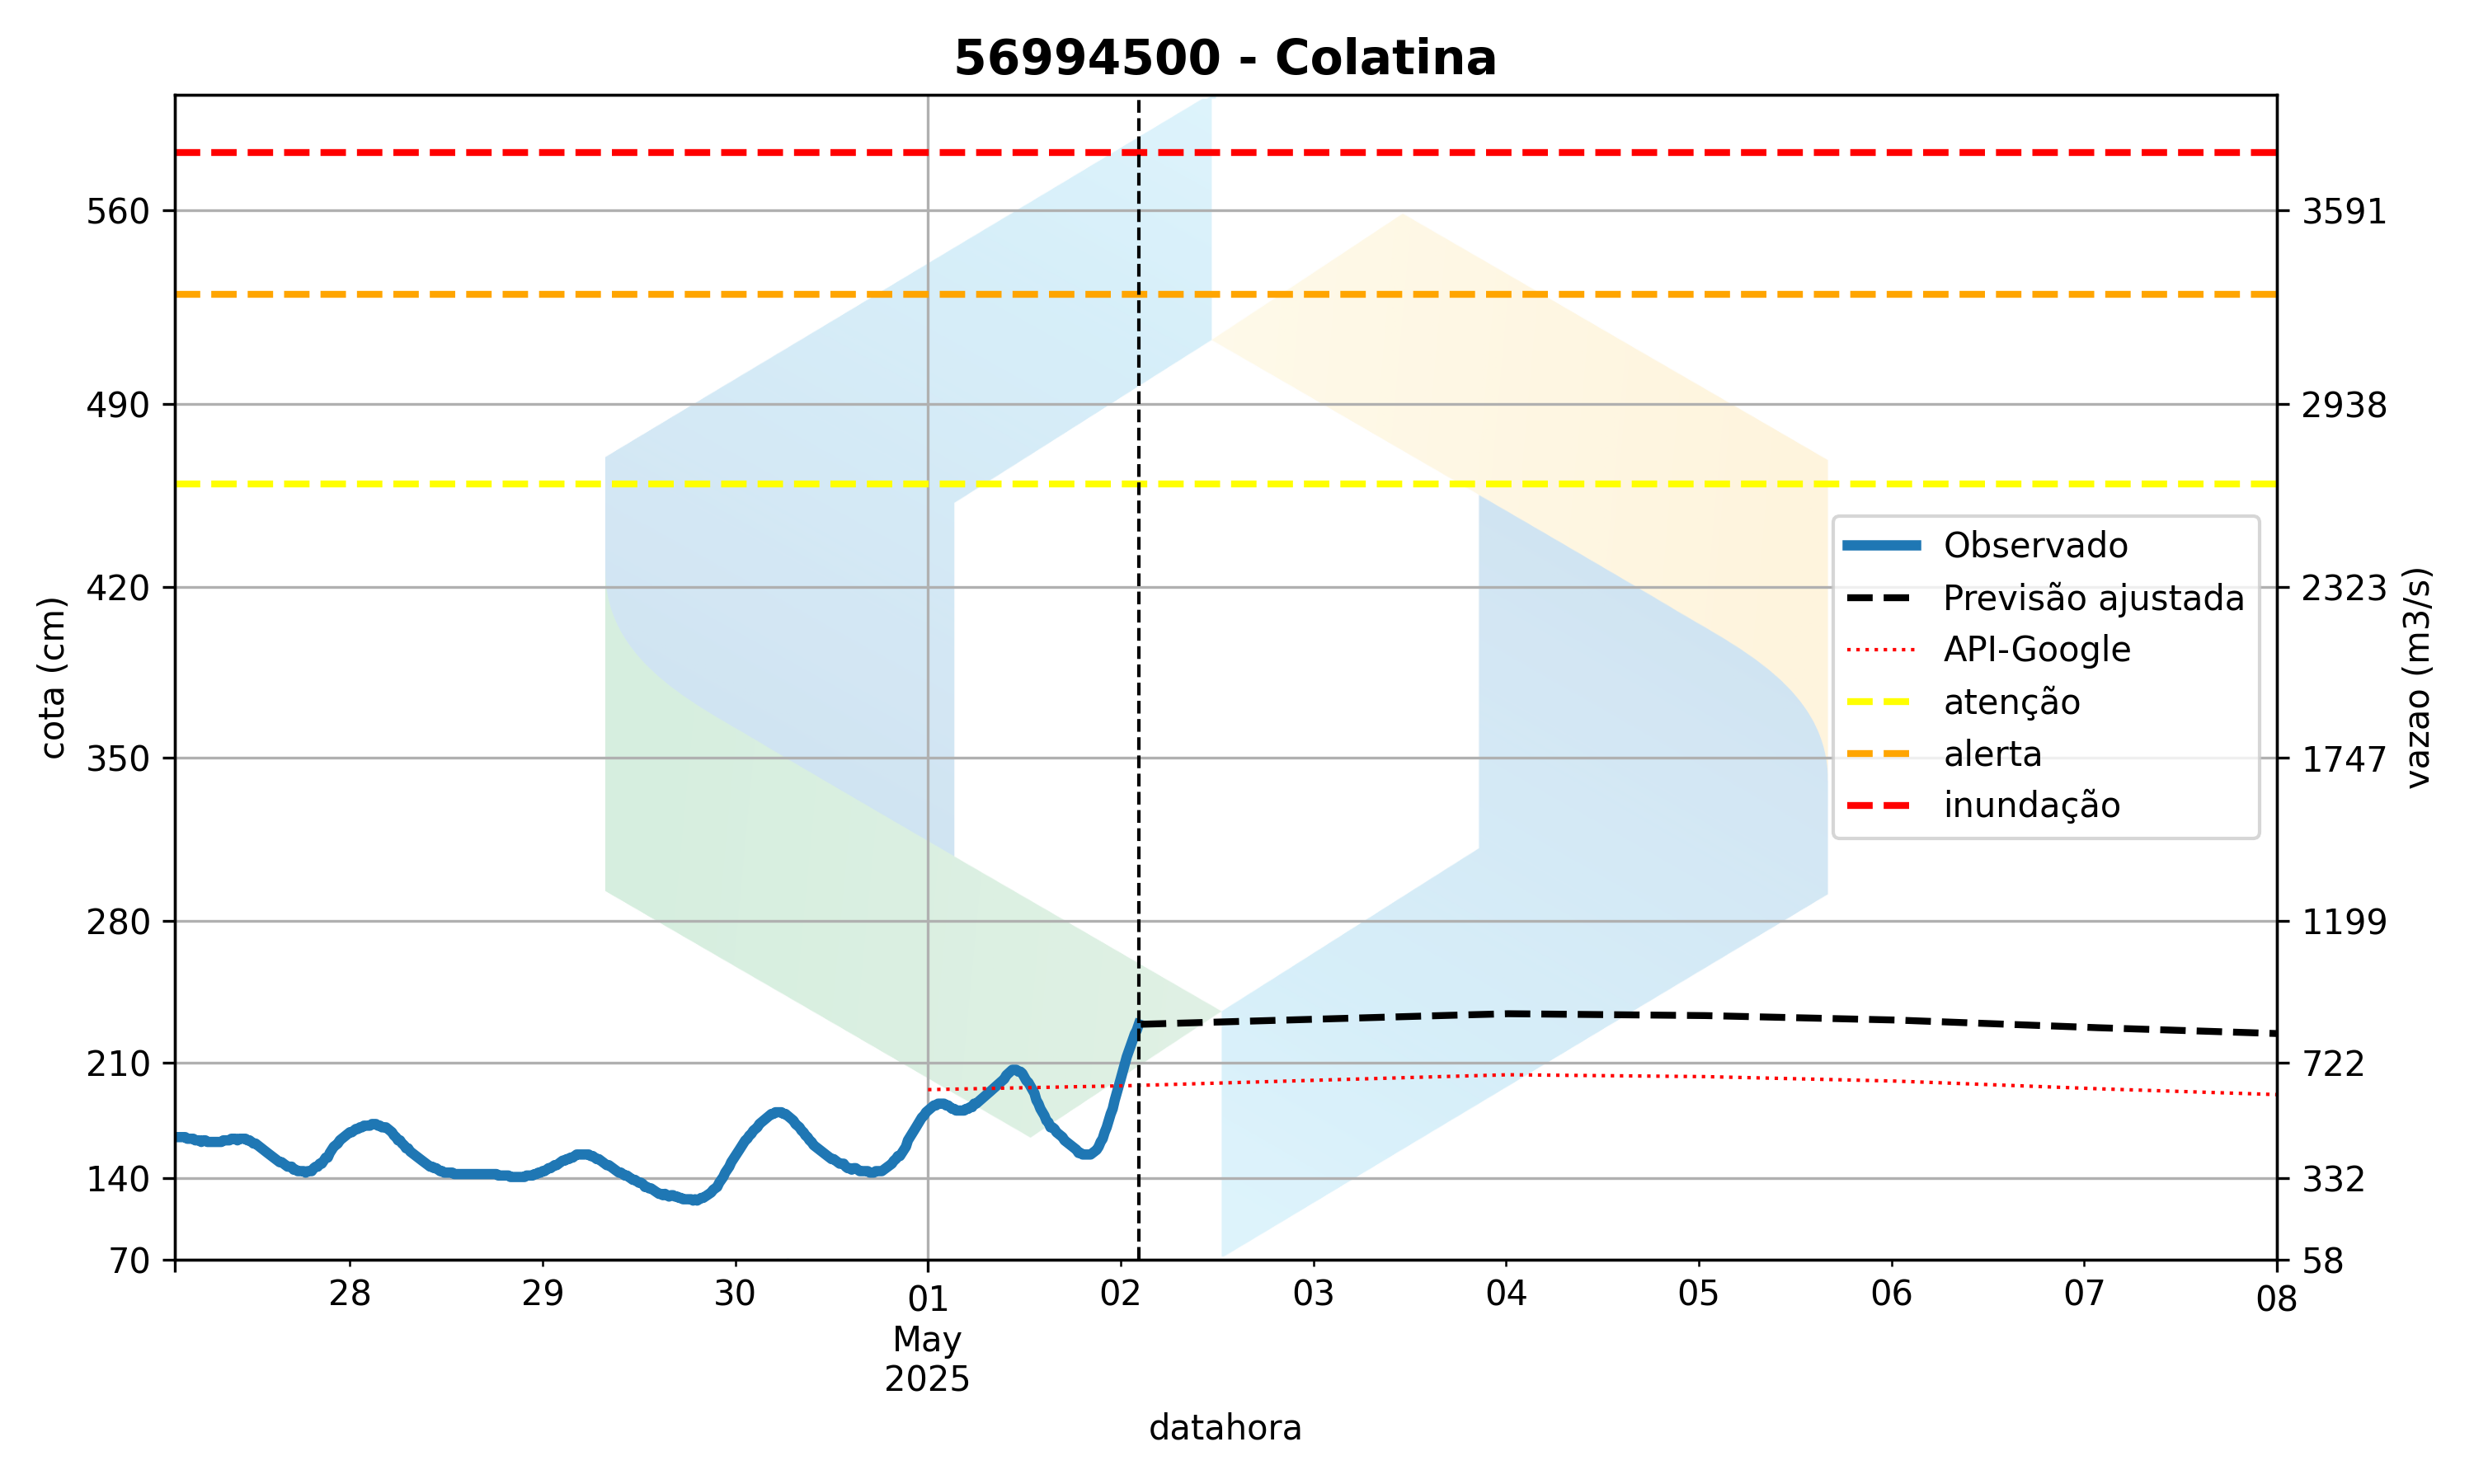 56994500 - Colatina
560
490
420
350
280
210
140
70
cota (cm)
3591
2938
2323
1747
1199
722
332
58
vazao (m3/s)
Observado
Previsão ajustada
API-Google
atenção
alerta
inundação
28 29 30 01 02 03 04 05 06 07 08
May
2025
datahora